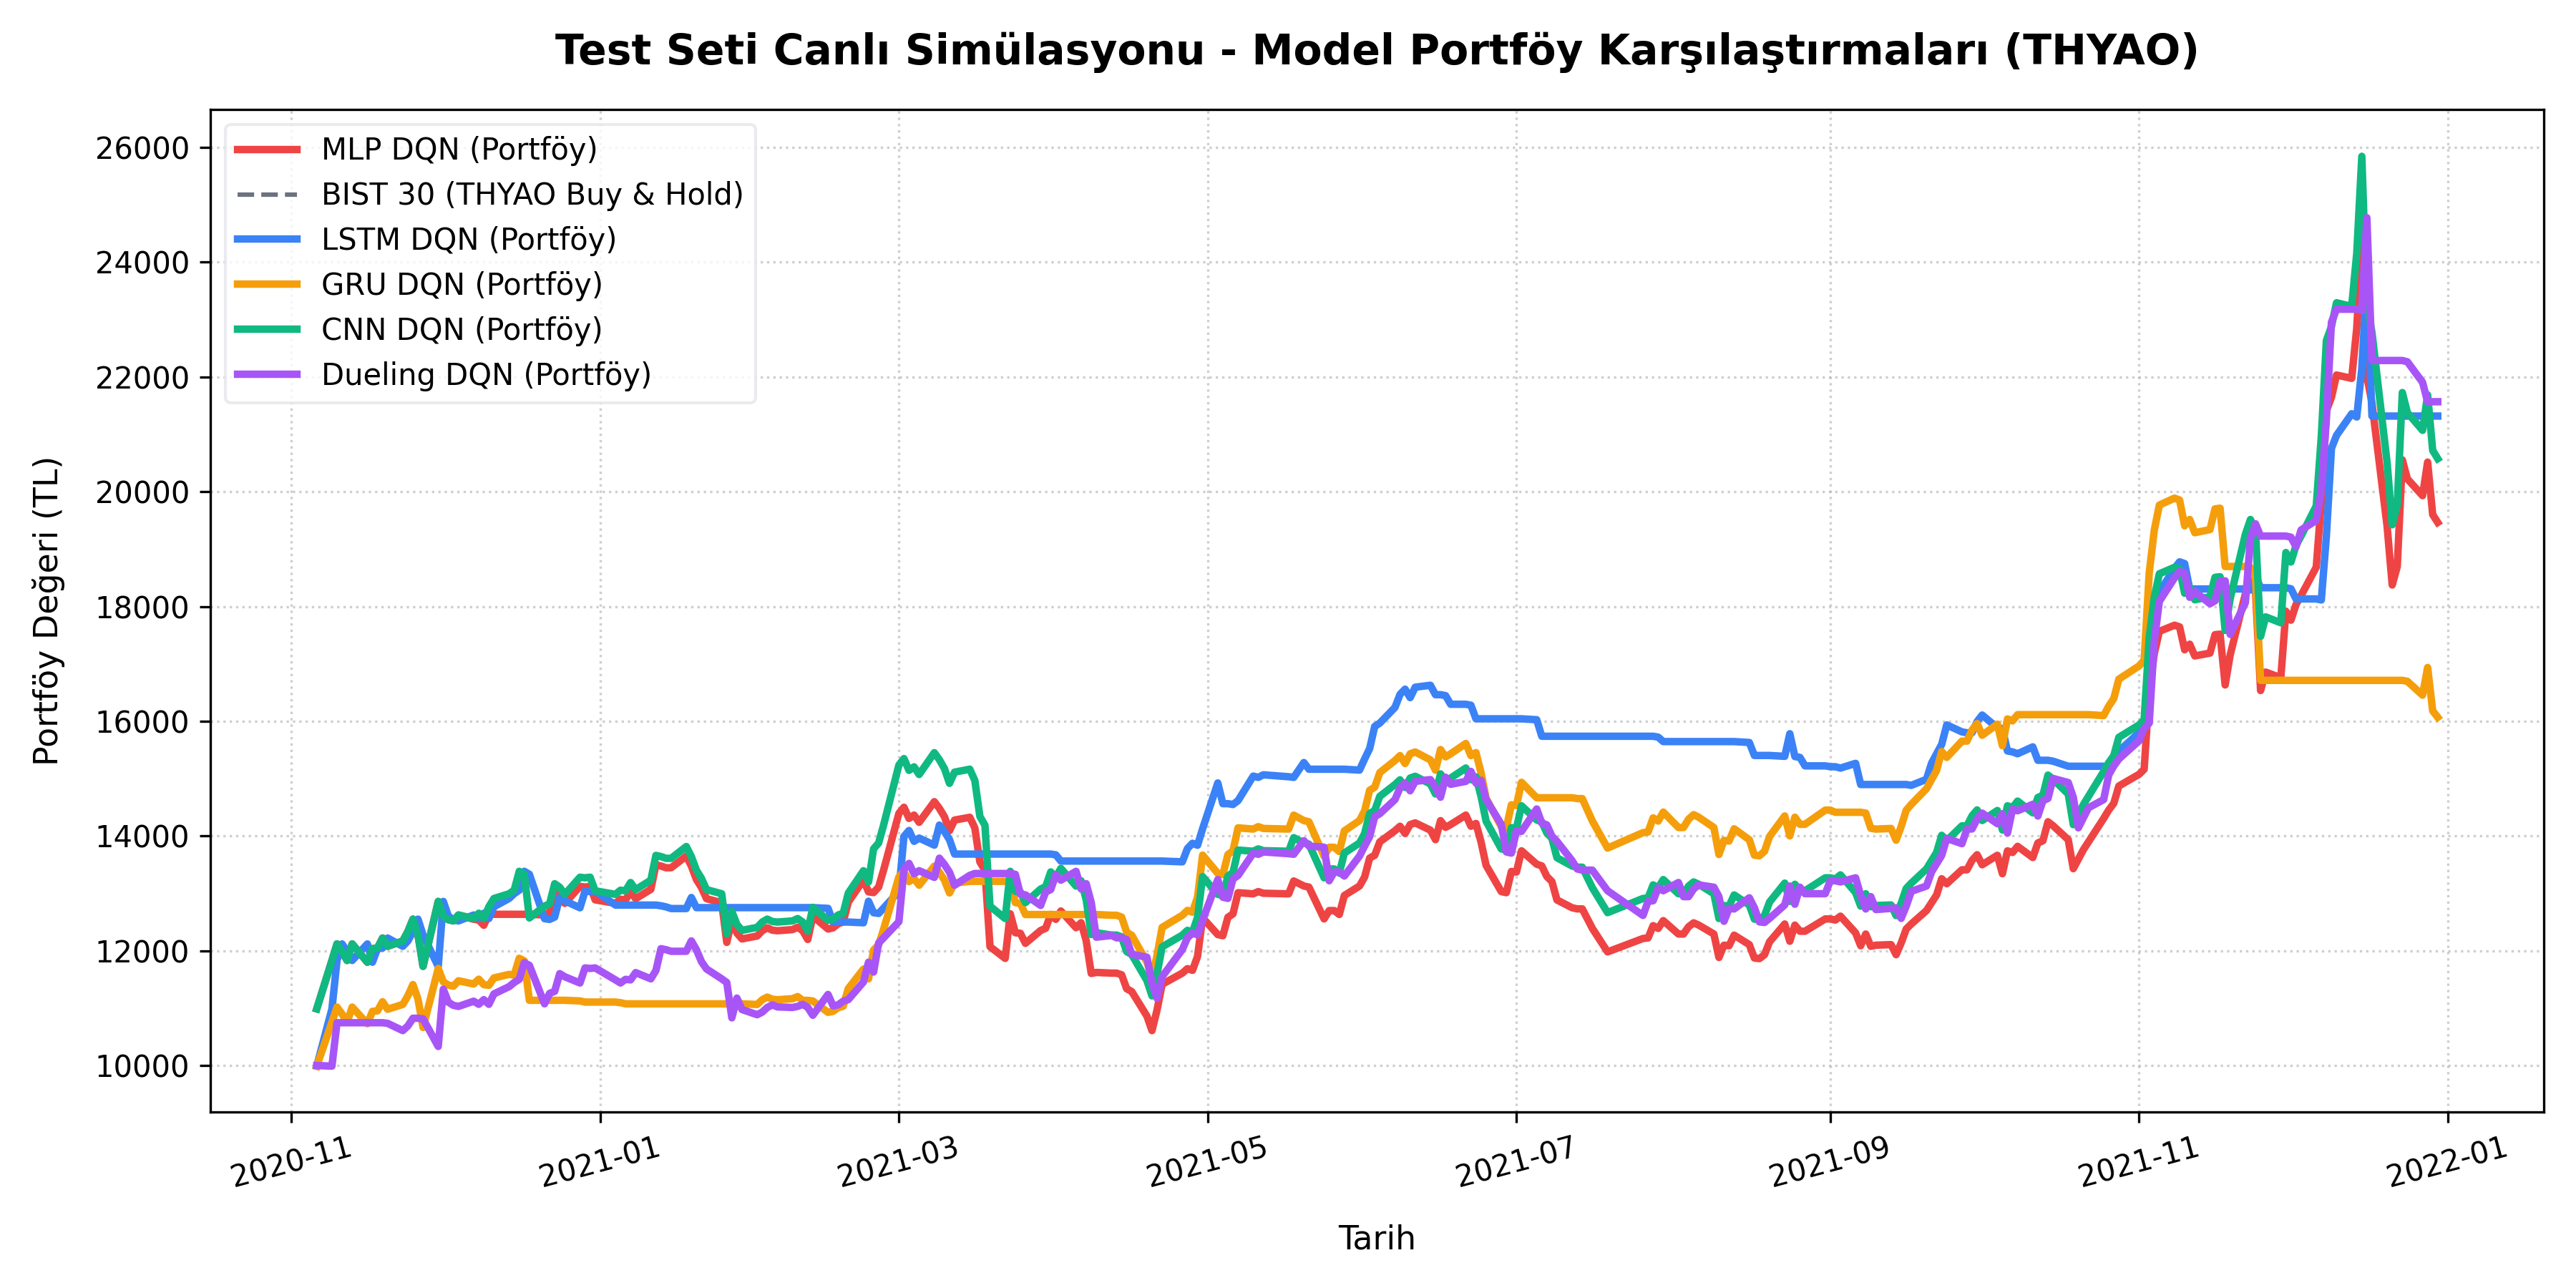 Test Seti Canlı Simülasyonu - Model Portföy Karşılaştırmaları (THYAO)
MLP DQN (Portföy)
BIST 30 (THYAO Buy & Hold)
LSTM DQN (Portföy)
GRU DQN (Portföy)
CNN DQN (Portföy)
Dueling DQN (Portföy)
Portföy Değeri (TL)
26000
24000
22000
20000
18000
16000
14000
12000
10000
2020-11
2021-01
2021-03
2021-05
2021-07
2021-09
2021-11
2022-01
Tarih